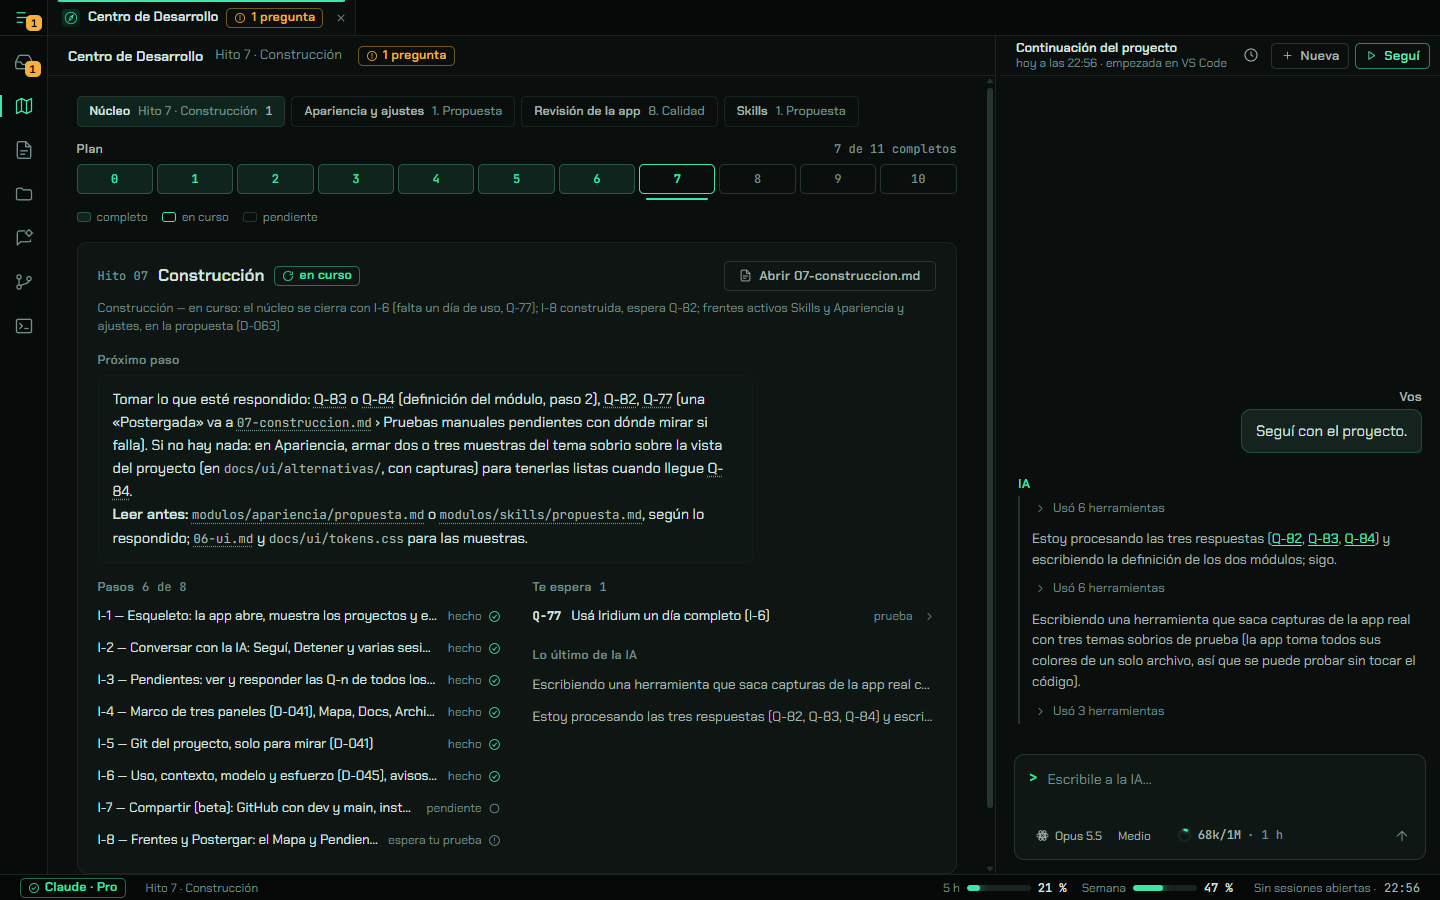 1
Centro de Desarrollo
1 pregunta
×
Centro de Desarrollo
Hito 7 · Construcción
1 pregunta
1
Núcleo Hito 7 · Construcción 1
Apariencia y ajustes 1. Propuesta
Revisión de la app 8. Calidad
Skills 1. Propuesta
Plan
7 de 11 completos
0 1 2 3 4 5 6 7 8 9 10
completo en curso pendiente
Hito 07 Construcción en curso
Abrir 07-construccion.md
Construcción — en curso: el núcleo se cierra con I-6 (falta un día de uso, Q-77); I-8 construida, espera Q-82; frentes activos Skills y Apariencia y
ajustes, en la propuesta (D-063)
Próximo paso
Tomar lo que esté respondido: Q-83 o Q-84 (definición del módulo, paso 2), Q-82, Q-77 (una
«Postergada» va a 07-construccion.md › Pruebas manuales pendientes con dónde mirar si
falla). Si no hay nada: en Apariencia, armar dos o tres muestras del tema sobrio sobre la vista
del proyecto (en docs/ui/alternativas/, con capturas) para tenerlas listas cuando llegue Q-
84.
Leer antes: modulos/apariencia/propuesta.md o modulos/skills/propuesta.md, según lo
respondido; 06-ui.md y docs/ui/tokens.css para las muestras.
Pasos 6 de 8
I-1 — Esqueleto: la app abre, muestra los proyectos y e... hecho
I-2 — Conversar con la IA: Seguí, Detener y varias sesi... hecho
I-3 — Pendientes: ver y responder las Q-n de todos los... hecho
I-4 — Marco de tres paneles (D-041), Mapa, Docs, Archi... hecho
I-5 — Git del proyecto, solo para mirar (D-041) hecho
I-6 — Uso, contexto, modelo y esfuerzo (D-045), avisos... hecho
I-7 — Compartir (beta): GitHub con dev y main, inst... pendiente
I-8 — Frentes y Postergar: el Mapa y Pendien... espera tu prueba
Te espera 1
Q-77 Usá Iridium un día completo (I-6) prueba
Lo último de la IA
Escribiendo una herramienta que saca capturas de la app real c...
Estoy procesando las tres respuestas (Q-82, Q-83, Q-84) y escri...
Continuación del proyecto
hoy a las 22:56 · empezada en VS Code
Nueva
Seguí
Vos
Seguí con el proyecto.
IA
Usó 6 herramientas
Estoy procesando las tres respuestas (Q-82, Q-83, Q-84) y
escribiendo la definición de los dos módulos; sigo.
Usó 6 herramientas
Escribiendo una herramienta que saca capturas de la app real
con tres temas sobrios de prueba (la app toma todos sus
colores de un solo archivo, así que se puede probar sin tocar el
código).
Usó 3 herramientas
> Escribile a la IA...
Opus 5.5 Medio 68k/1M · 1 h
Claude · Pro
Hito 7 · Construcción
5 h 21 %
Semana 47 %
Sin sesiones abiertas · 22:56